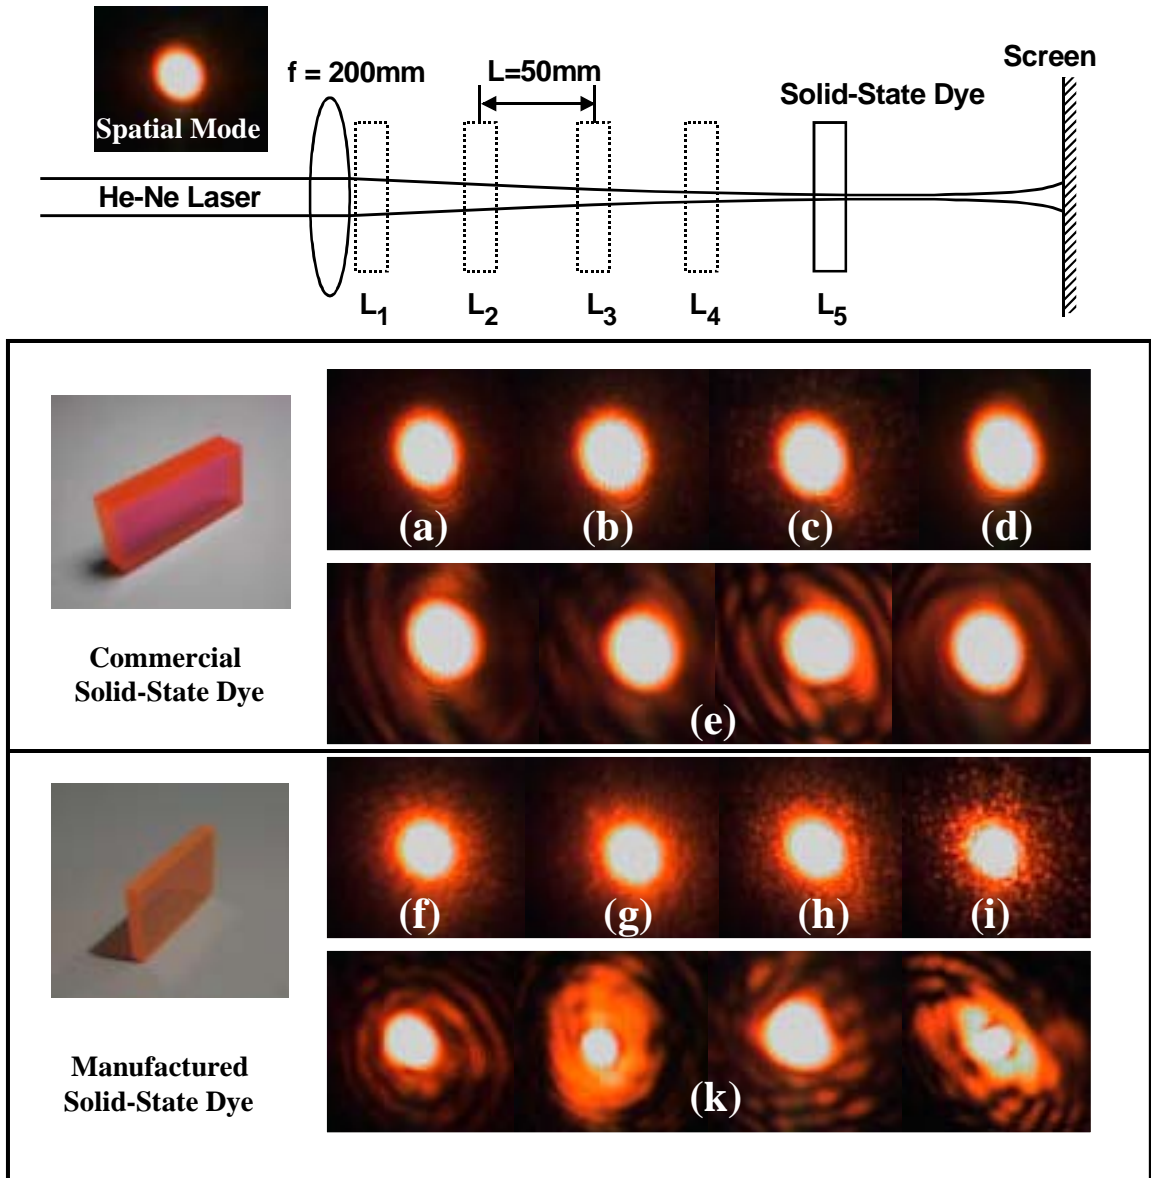 Spatial Mode
f = 200mm
L=50mm
Screen
Solid-State Dye
He-Ne Laser
L1 L2 L3 L4 L5
(a) (b) (c) (d)
Commercial
Solid-State Dye
(e)
(f) (g) (h) (i)
Manufactured
Solid-State Dye
(k)